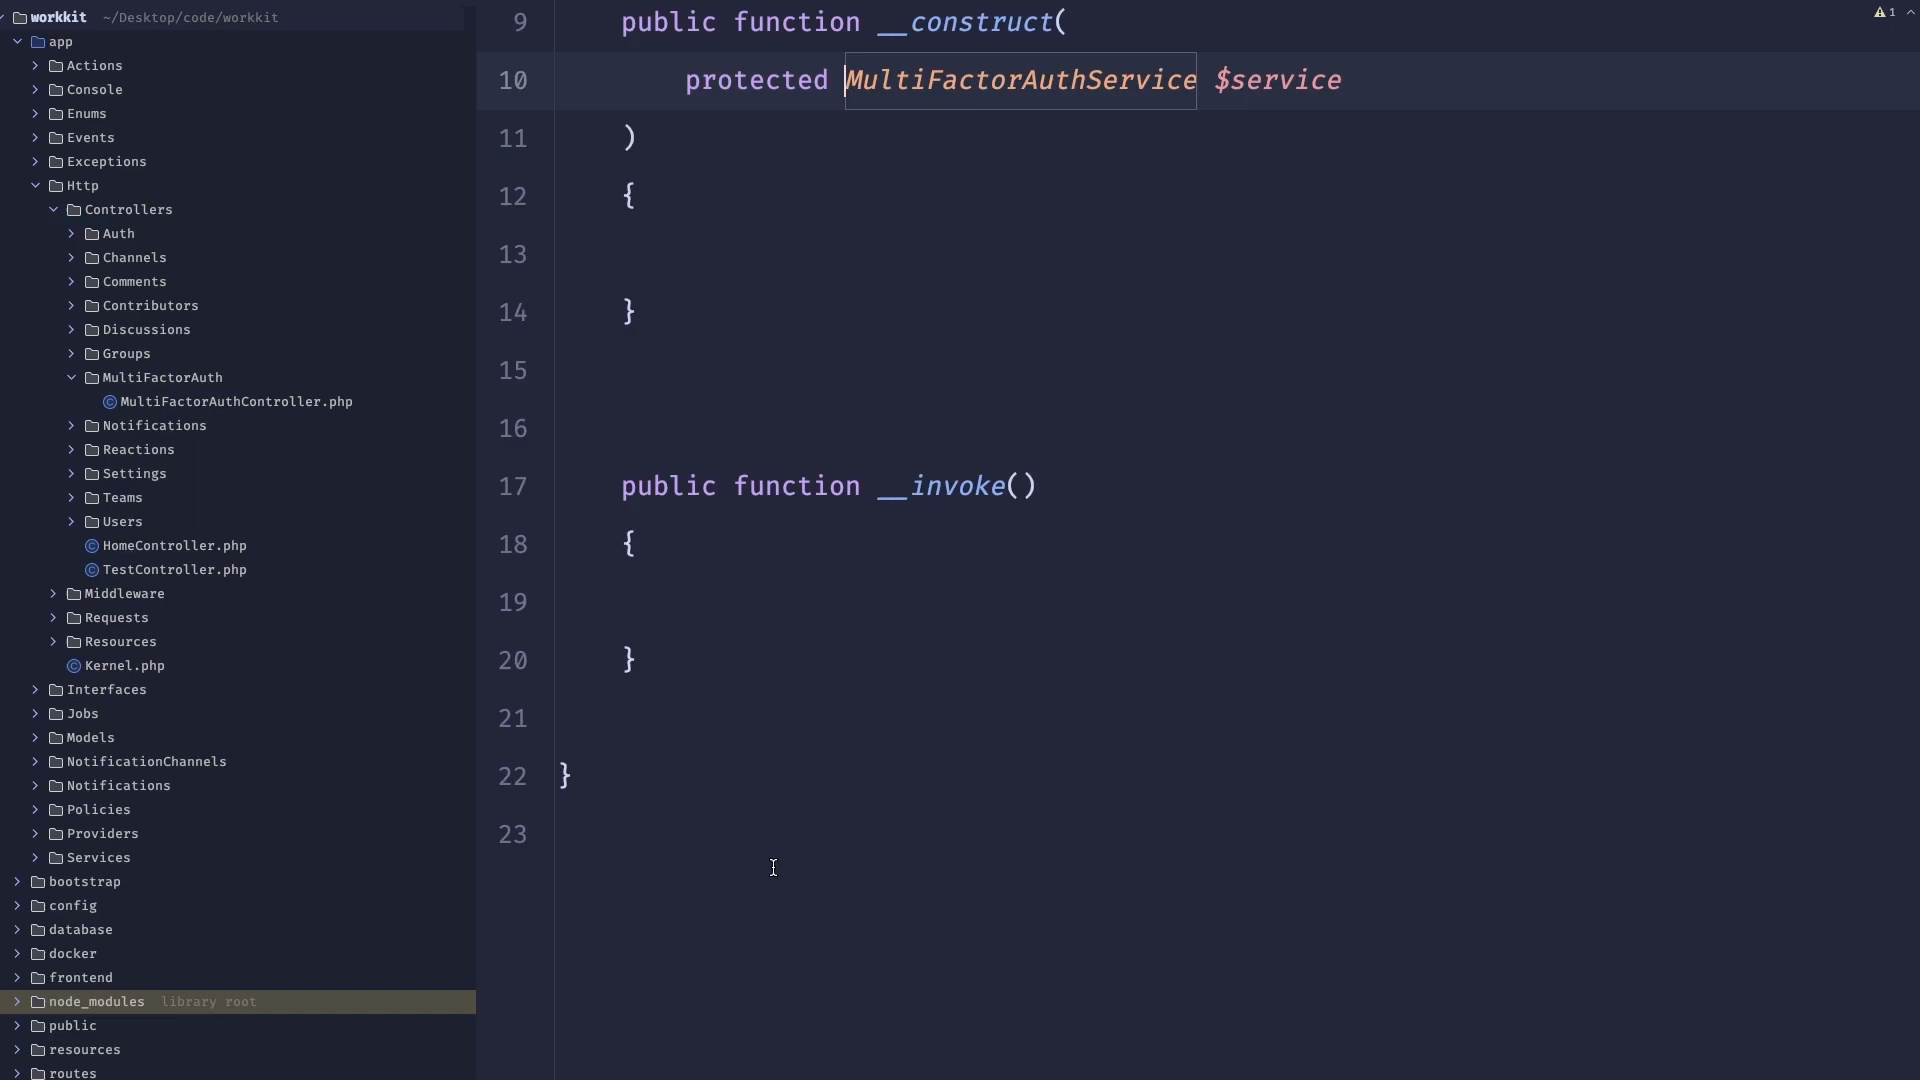 workkit ~/Desktop/code/workkit
app
Actions
Console
Enums
Events
Exceptions
Http
Controllers
Auth
Channels
Comments
Contributors
Discussions
Groups
MultiFactorAuth
MultiFactorAuthController.php
Notifications
Reactions
Settings
Teams
Users
HomeController.php
TestController.php
Middleware
Requests
Resources
Kernel.php
Interfaces
Jobs
Models
NotificationChannels
Notifications
Policies
Providers
Services
bootstrap
config
database
docker
frontend
node_modules library root
public
resources
routes
9 public function __construct(
10 protected MultiFactorAuthService $service
11 )
12 {
13
14 }
15
16
17 public function __invoke()
18 {
19
20 }
21
22 }
23
1